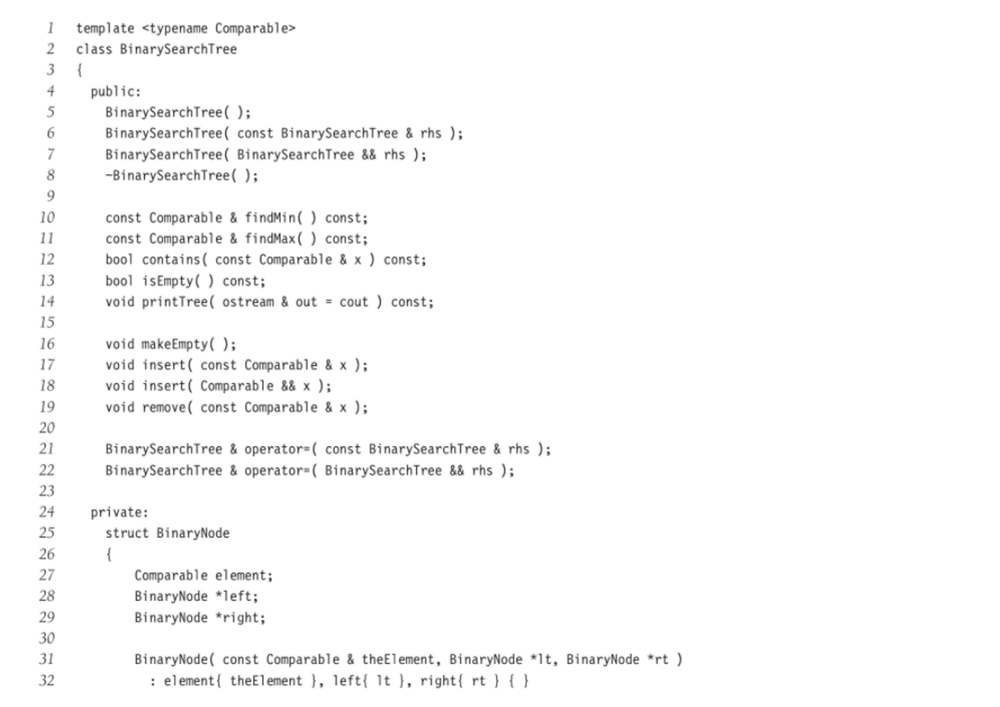 1 template <typename Comparable>
2 class BinarySearchTree
3 {
4 public:
5 BinarySearchTree( );
6 BinarySearchTree( const BinarySearchTree & rhs );
7 BinarySearchTree( BinarySearchTree && rhs );
8 ~BinarySearchTree( );
9
10 const Comparable & findMin( ) const;
11 const Comparable & findMax( ) const;
12 bool contains( const Comparable & x ) const;
13 bool isEmpty( ) const;
14 void printTree( ostream & out = cout ) const;
15
16 void makeEmpty( );
17 void insert( const Comparable & x );
18 void insert( Comparable && x );
19 void remove( const Comparable & x );
20
21 BinarySearchTree & operator=( const BinarySearchTree & rhs );
22 BinarySearchTree & operator=( BinarySearchTree && rhs );
23
24 private:
25 struct BinaryNode
26 {
27 Comparable element;
28 BinaryNode *left;
29 BinaryNode *right;
30
31 BinaryNode( const Comparable & theElement, BinaryNode *lt, BinaryNode *rt )
32 : element{ theElement }, left{ lt }, right{ rt } { }